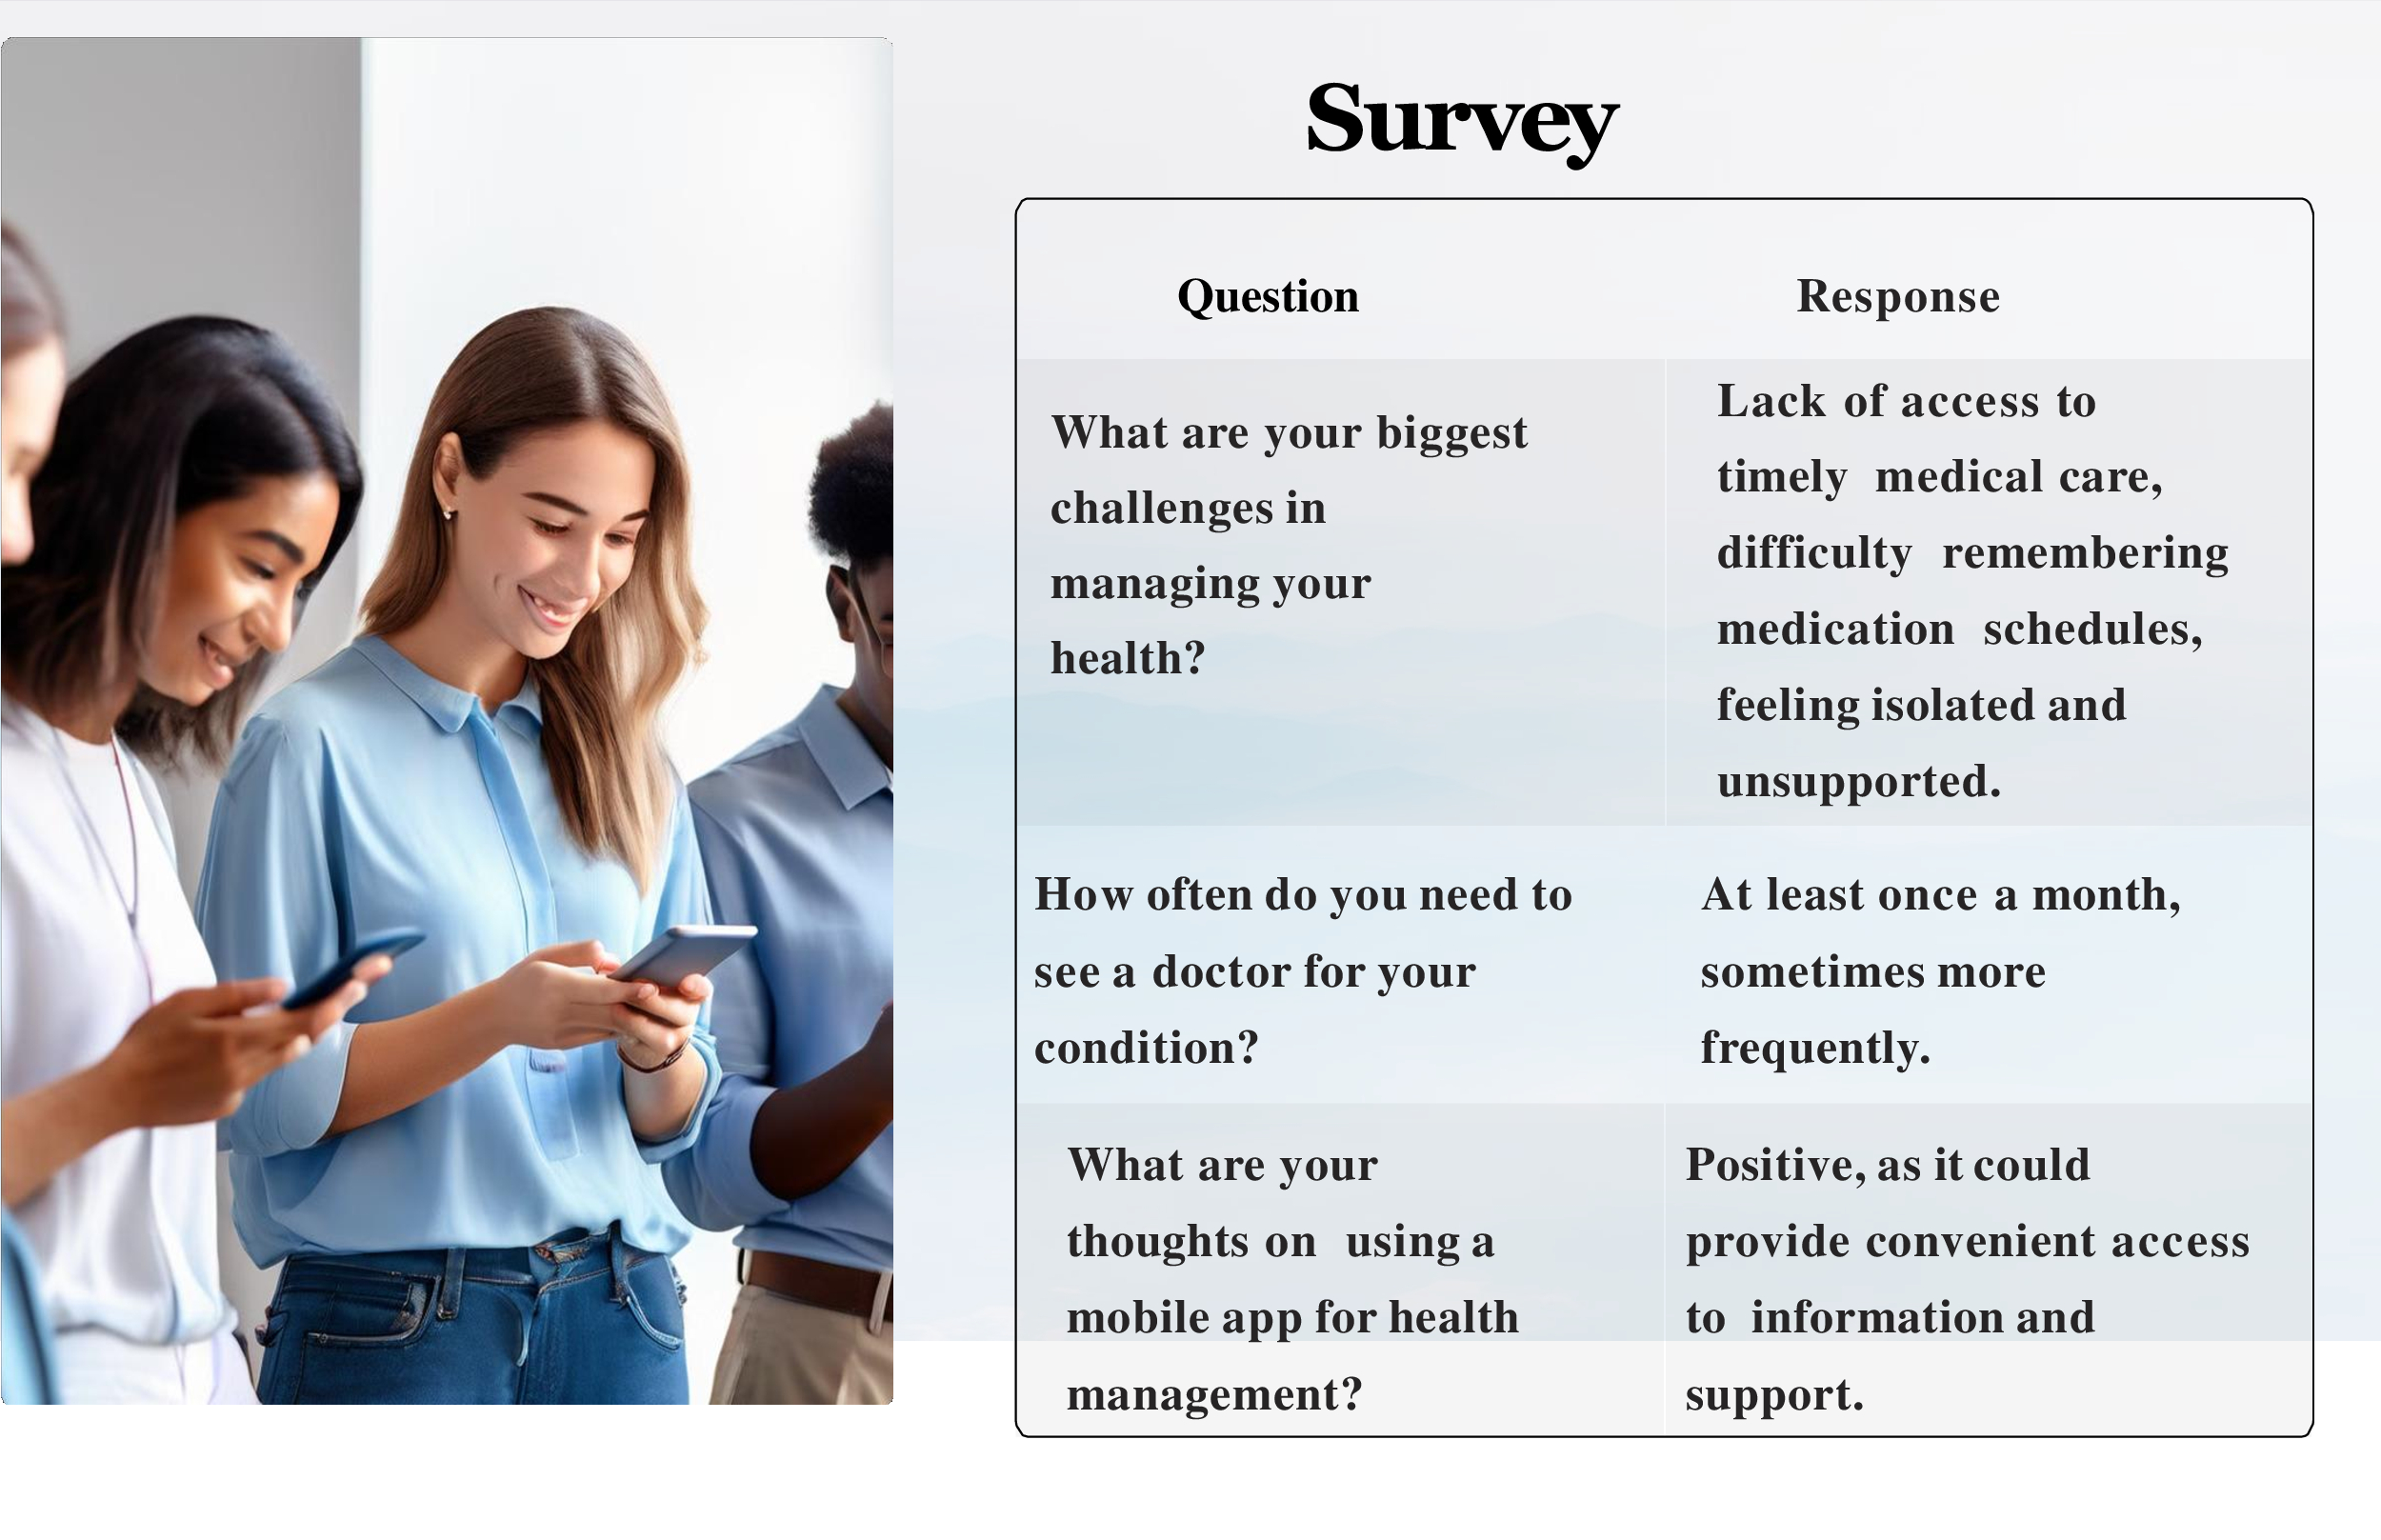 Survey
Question
Response
What are your biggest
challenges in
managing your
health?
Lack of access to
timely medical care,
difficulty remembering
medication schedules,
feeling isolated and
unsupported.
How often do you need to
see a doctor for your
condition?
At least once a month,
sometimes more
frequently.
What are your
thoughts on using a
mobile app for health
management?
Positive, as it could
provide convenient access
to information and
support.